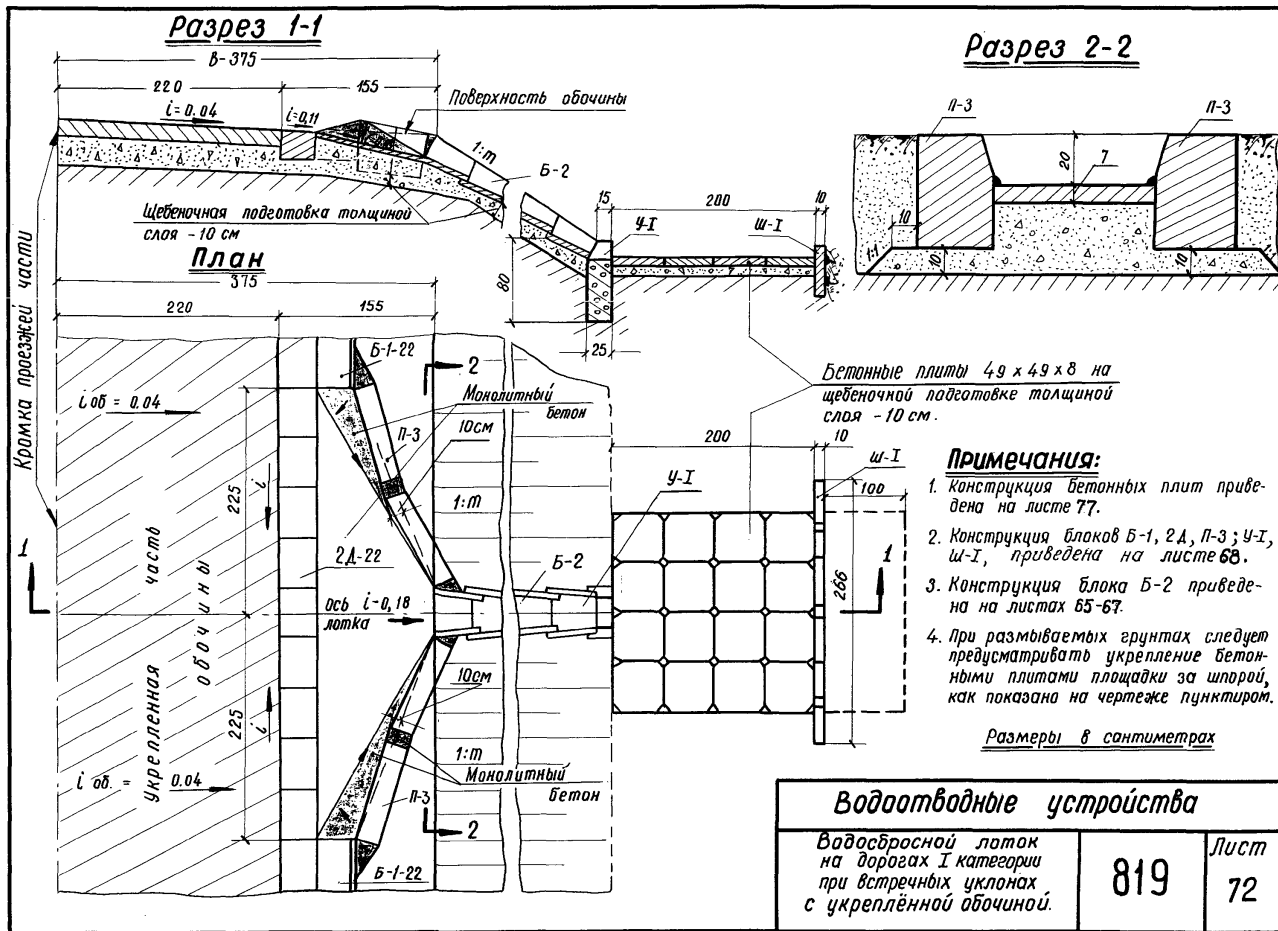 Разрез 1-1
В-375
220
155
i=0.04
i=0,11
Поверхность обочины
1:m
Б-2
Щебеночная подготовка толщиной
слоя - 10 см
15
200
10
У-I
Ш-I
80
25
Разрез 2-2
П-3
П-3
20
7
10
1:1
10
10
Бетонные плиты 49 х 49 х 8 на
щебеночной подготовке толщиной
слоя - 10 см.
План
375
220
155
Кромка проезжей части
Б-1-22
2
Монолитный
бетон
i об = 0.04
П-3
10см
225
i
1:m
У-I
1
2Д-22
Б-2
ось
лотка
i-0,18
укрепленная часть
обочины
225
i
10см
1:m
Монолитный
бетон
i об. = 0.04
П-3
2
Б-1-22
200
10
Ш-I
100
266
1
Примечания:
1. Конструкция бетонных плит приве-
дена на листе 77.
2. Конструкция блоков Б-1, 2Д, П-3; У-I,
Ш-I, приведена на листе 68.
3. Конструкция блока Б-2 приведе-
на на листах 65-67.
4. При размываемых грунтах следует
предусматривать укрепление бетон-
ными плитами площадки за шпорой,
как показано на чертеже пунктиром.
Размеры в сантиметрах
Водоотводные устройства
Водосбросной лоток
на дорогах I категории
при встречных уклонах
с укреплённой обочиной.
819
Лист
72